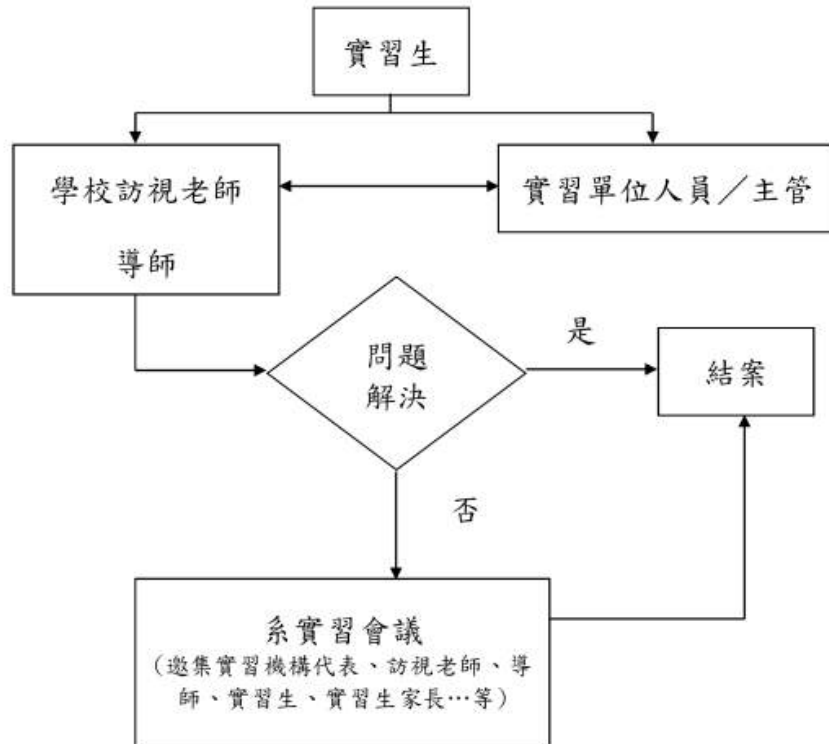 實習生
學校訪視老師
導師
實習單位人員／主管
問題
解決
是
結案
否
系實習會議
（邀集實習機構代表、訪視老師、導
師、實習生、實習生家長…等）